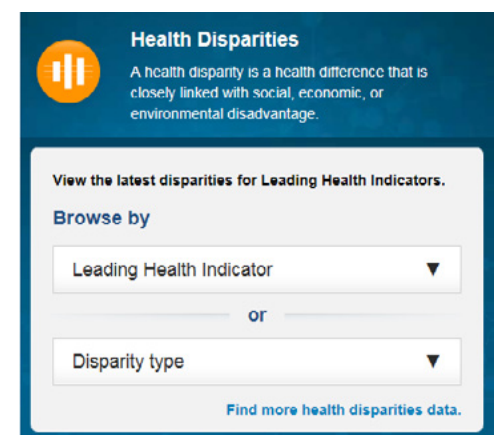 Health Disparities
A health disparity is a health difference that is
closely linked with social, economic, or
environmental disadvantage.
View the latest disparities for Leading Health Indicators.
Browse by
Leading Health Indicator
or
Disparity type
Find more health disparities data.